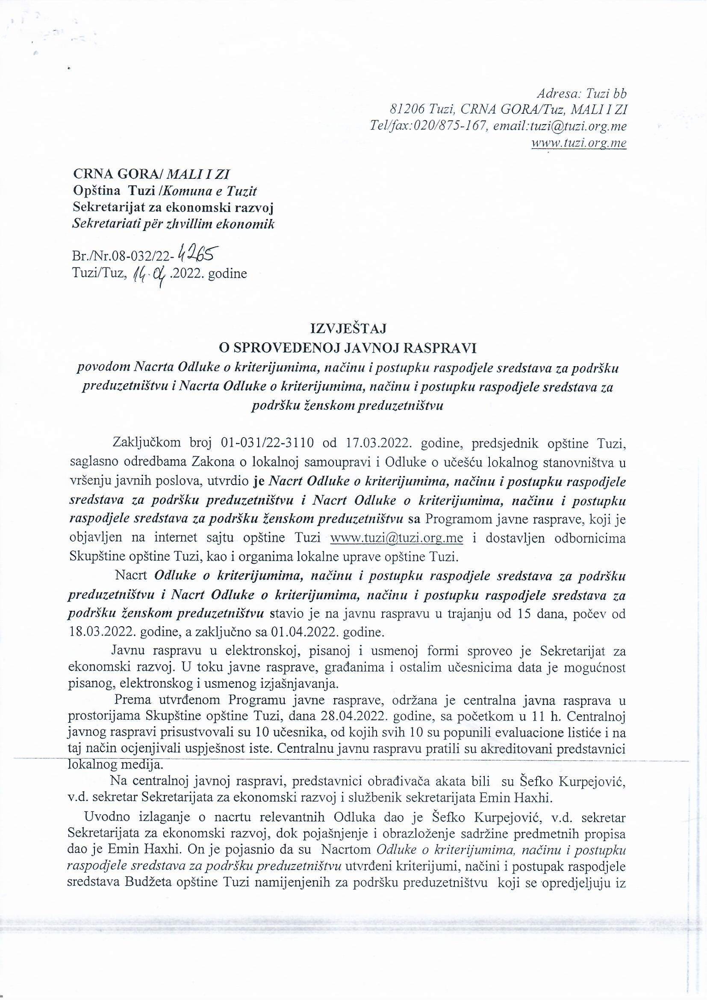 Adresa: Tuzi bb
81206 Tuzi, CRNA GORA/Tuz, MALI I ZI
Tel/fax:020/875-167, email:tuzi@tuzi.org.me
www.tuzi.org.me
CRNA GORA/ MALI I ZI
Opština Tuzi /Komuna e Tuzit
Sekretarijat za ekonomski razvoj
Sekretariati për zhvillim ekonomik
Br./Nr.08-032/22-4265
Tuzi/Tuz, 14.04.2022. godine
IZVJEŠTAJ
O SPROVEDENOJ JAVNOJ RASPRAVI
povodom Nacrta Odluke o kriterijumima, načinu i postupku raspodjele sredstava za podršku
preduzetništvu i Nacrta Odluke o kriterijumima, načinu i postupku raspodjele sredstava za
podršku ženskom preduzetništvu
Zaključkom broj 01-031/22-3110 od 17.03.2022. godine, predsjednik opštine Tuzi,
saglasno odredbama Zakona o lokalnoj samoupravi i Odluke o učešću lokalnog stanovništva u
vršenju javnih poslova, utvrdio je Nacrt Odluke o kriterijumima, načinu i postupku raspodjele
sredstava za podršku preduzetništvu i Nacrt Odluke o kriterijumima, načinu i postupku
raspodjele sredstava za podršku ženskom preduzetništvu sa Programom javne rasprave, koji je
objavljen na internet sajtu opštine Tuzi www.tuzi@tuzi.org.me i dostavljen odbornicima
Skupštine opštine Tuzi, kao i organima lokalne uprave opštine Tuzi.
Nacrt Odluke o kriterijumima, načinu i postupku raspodjele sredstava za podršku
preduzetništvu i Nacrt Odluke o kriterijumima, načinu i postupku raspodjele sredstava za
podršku ženskom preduzetništvu stavio je na javnu raspravu u trajanju od 15 dana, počev od
18.03.2022. godine, a zaključno sa 01.04.2022. godine.
Javnu raspravu u elektronskoj, pisanoj i usmenoj formi sproveo je Sekretarijat za
ekonomski razvoj. U toku javne rasprave, građanima i ostalim učesnicima data je mogućnost
pisanog, elektronskog i usmenog izjašnjavanja.
Prema utvrđenom Programu javne rasprave, održana je centralna javna rasprava u
prostorijama Skupštine opštine Tuzi, dana 28.04.2022. godine, sa početkom u 11 h. Centralnoj
javnog raspravi prisustvovali su 10 učesnika, od kojih svih 10 su popunili evaluacione listiće i na
taj način ocjenjivali uspješnost iste. Centralnu javnu raspravu pratili su akreditovani predstavnici
lokalnog medija.
Na centralnoj javnoj raspravi, predstavnici obrađivača akata bili su Šefko Kurpejović,
v.d. sekretar Sekretarijata za ekonomski razvoj i službenik sekretarijata Emin Haxhi.
Uvodno izlaganje o nacrtu relevantnih Odluka dao je Šefko Kurpejović, v.d. sekretar
Sekretarijata za ekonomski razvoj, dok pojašnjenje i obrazloženje sadržine predmetnih propisa
dao je Emin Haxhi. On je pojasnio da su Nacrtom Odluke o kriterijumima, načinu i postupku
raspodjele sredstava za podršku preduzetništvu utvrđeni kriterijumi, načini i postupak raspodjele
sredstava Budžeta opštine Tuzi namijenjenih za podršku preduzetništvu koji se opredjeljuju iz